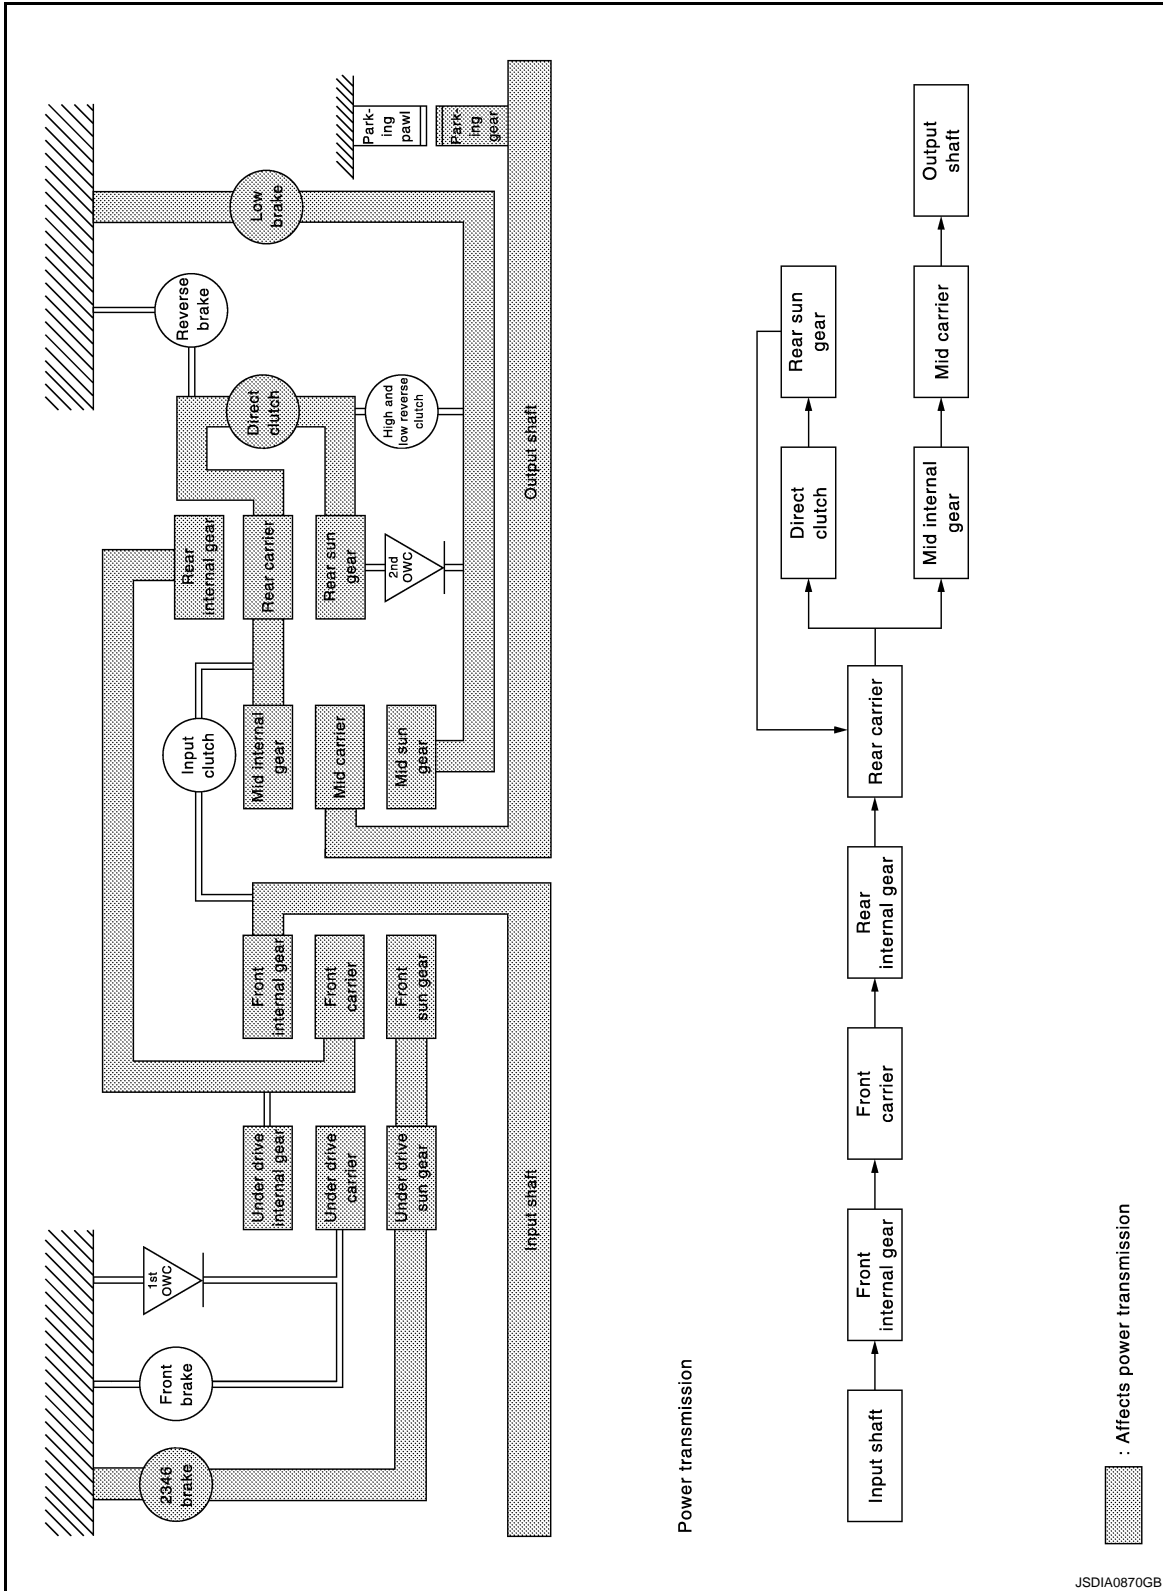 Park-
ing
pawl
Park-
ing
gear
Low
brake
Reverse
brake
Direct
clutch
High and
low reverse
clutch
Output shaft
Rear
internal gear
Rear carrier
Rear sun
gear
2nd
OWC
Input
clutch
Mid internal
gear
Mid carrier
Mid sun
gear
Front
internal gear
Front
carrier
Front
sun gear
Under drive
internal gear
Under drive
carrier
Under drive
sun gear
Input shaft
1st
OWC
Front
brake
2346
brake
Power transmission
Input shaft
Front
internal gear
Front
carrier
Rear
internal gear
Rear carrier
Direct
clutch
Rear sun
gear
Mid internal
gear
Mid carrier
Output
shaft
: Affects power transmission
JSDIA0870GB